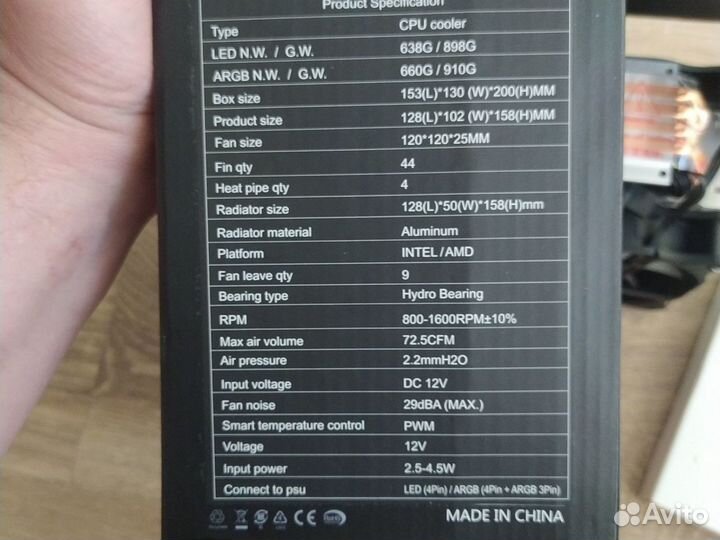 Product Specification
Type CPU cooler
LED N.W. / G.W. 638G / 898G
ARGB N.W. / G.W. 660G / 910G
Box size 153(L)*130 (W)*200(H)MM
Product size 128(L)*102 (W)*158(H)MM
Fan size 120*120*25MM
Fin qty 44
Heat pipe qty 4
Radiator size 128(L)*50(W)*158(H)mm
Radiator material Aluminum
Platform INTEL/AMD
Fan leave qty 9
Bearing type Hydro Bearing
RPM 800-1600RPM±10%
Max air volume 72.5CFM
Air pressure 2.2mmH2O
Input voltage DC 12V
Fan noise 29dBA (MAX.)
Smart temperature control PWM
Voltage 12V
Input power 2.5-4.5W
Connect to psu LED (4Pin) / ARGB (4Pin + ARGB 3Pin)
CE RoHS MADE IN CHINA
Avito